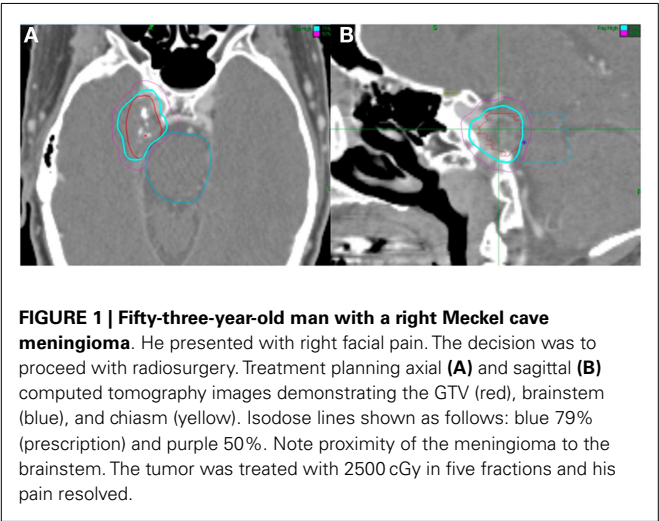 A
B
FIGURE 1 | Fifty-three-year-old man with a right Meckel cave
meningioma. He presented with right facial pain. The decision was to
proceed with radiosurgery. Treatment planning axial (A) and sagittal (B)
computed tomography images demonstrating the GTV (red), brainstem
(blue), and chiasm (yellow). Isodose lines shown as follows: blue 79%
(prescription) and purple 50%. Note proximity of the meningioma to the
brainstem. The tumor was treated with 2500 cGy in five fractions and his
pain resolved.